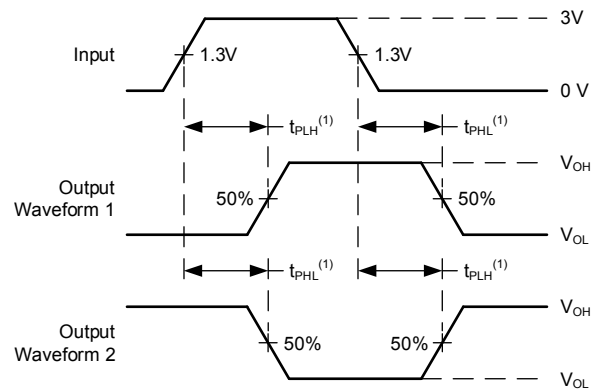 3V
Input
1.3V
1.3V
0 V
tPLH(1)
tPHL(1)
VOH
Output
Waveform 1
50%
50%
VOL
tPHL(1)
tPLH(1)
VOH
Output
Waveform 2
50%
50%
VOL